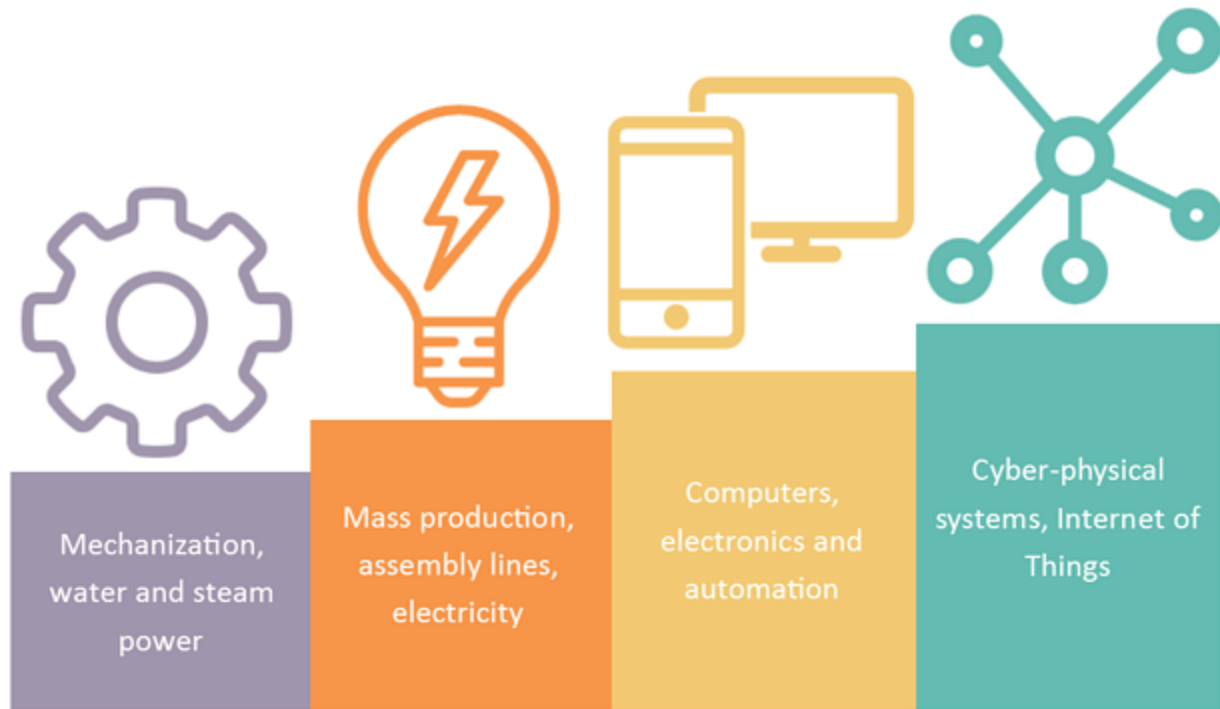 Mechanization,
water and steam
power
Mass production,
assembly lines,
electricity
Computers,
electronics and
automation
Cyber-physical
systems, Internet of
Things